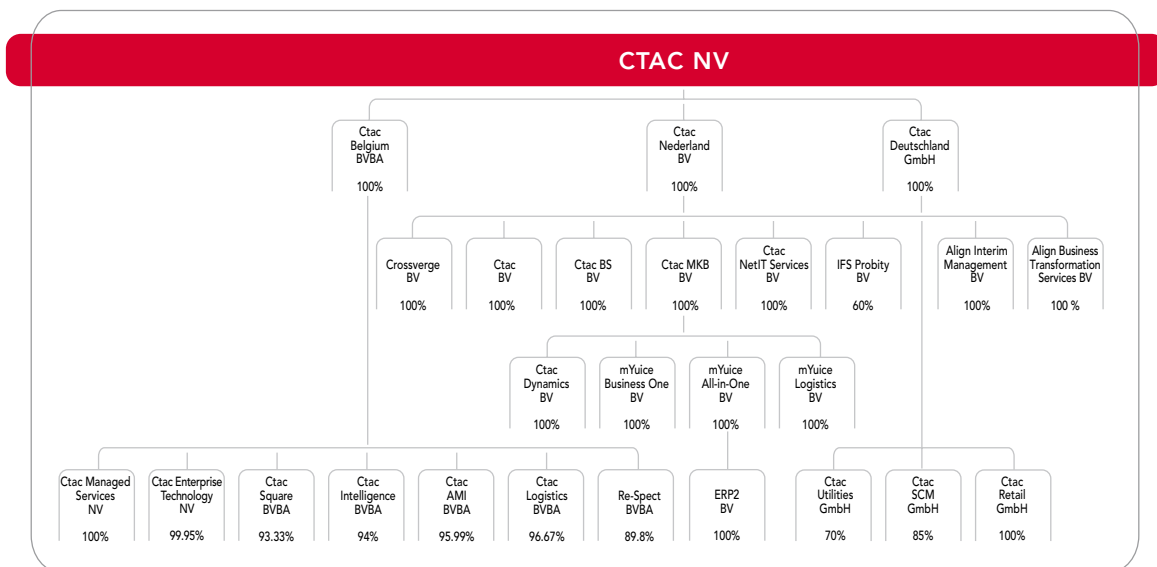 CTAC NV
Ctac
Belgium
BVBA
100%
Ctac
Nederland
BV
100%
Ctac
Deutschland
GmbH
100%
Crossverge
BV
100%
Ctac
BV
100%
Ctac BS
BV
100%
Ctac MKB
BV
100%
Ctac
NetIT Services
BV
100%
IFS Probity
BV
60%
Align Interim
Management
BV
100%
Align Business
Transformation
Services BV
100 %
Ctac
Dynamics
BV
100%
mYuice
Business One
BV
100%
mYuice
All-in-One
BV
100%
mYuice
Logistics
BV
100%
Ctac Managed
Services
NV
100%
Ctac Enterprise
Technology
NV
99.95%
Ctac
Square
BVBA
93.33%
Ctac
Intelligence
BVBA
94%
Ctac
AMI
BVBA
95.99%
Ctac
Logistics
BVBA
96.67%
Re-Spect
BVBA
89.8%
ERP2
BV
100%
Ctac
Utilities
GmbH
70%
Ctac
SCM
GmbH
85%
Ctac
Retail
GmbH
100%